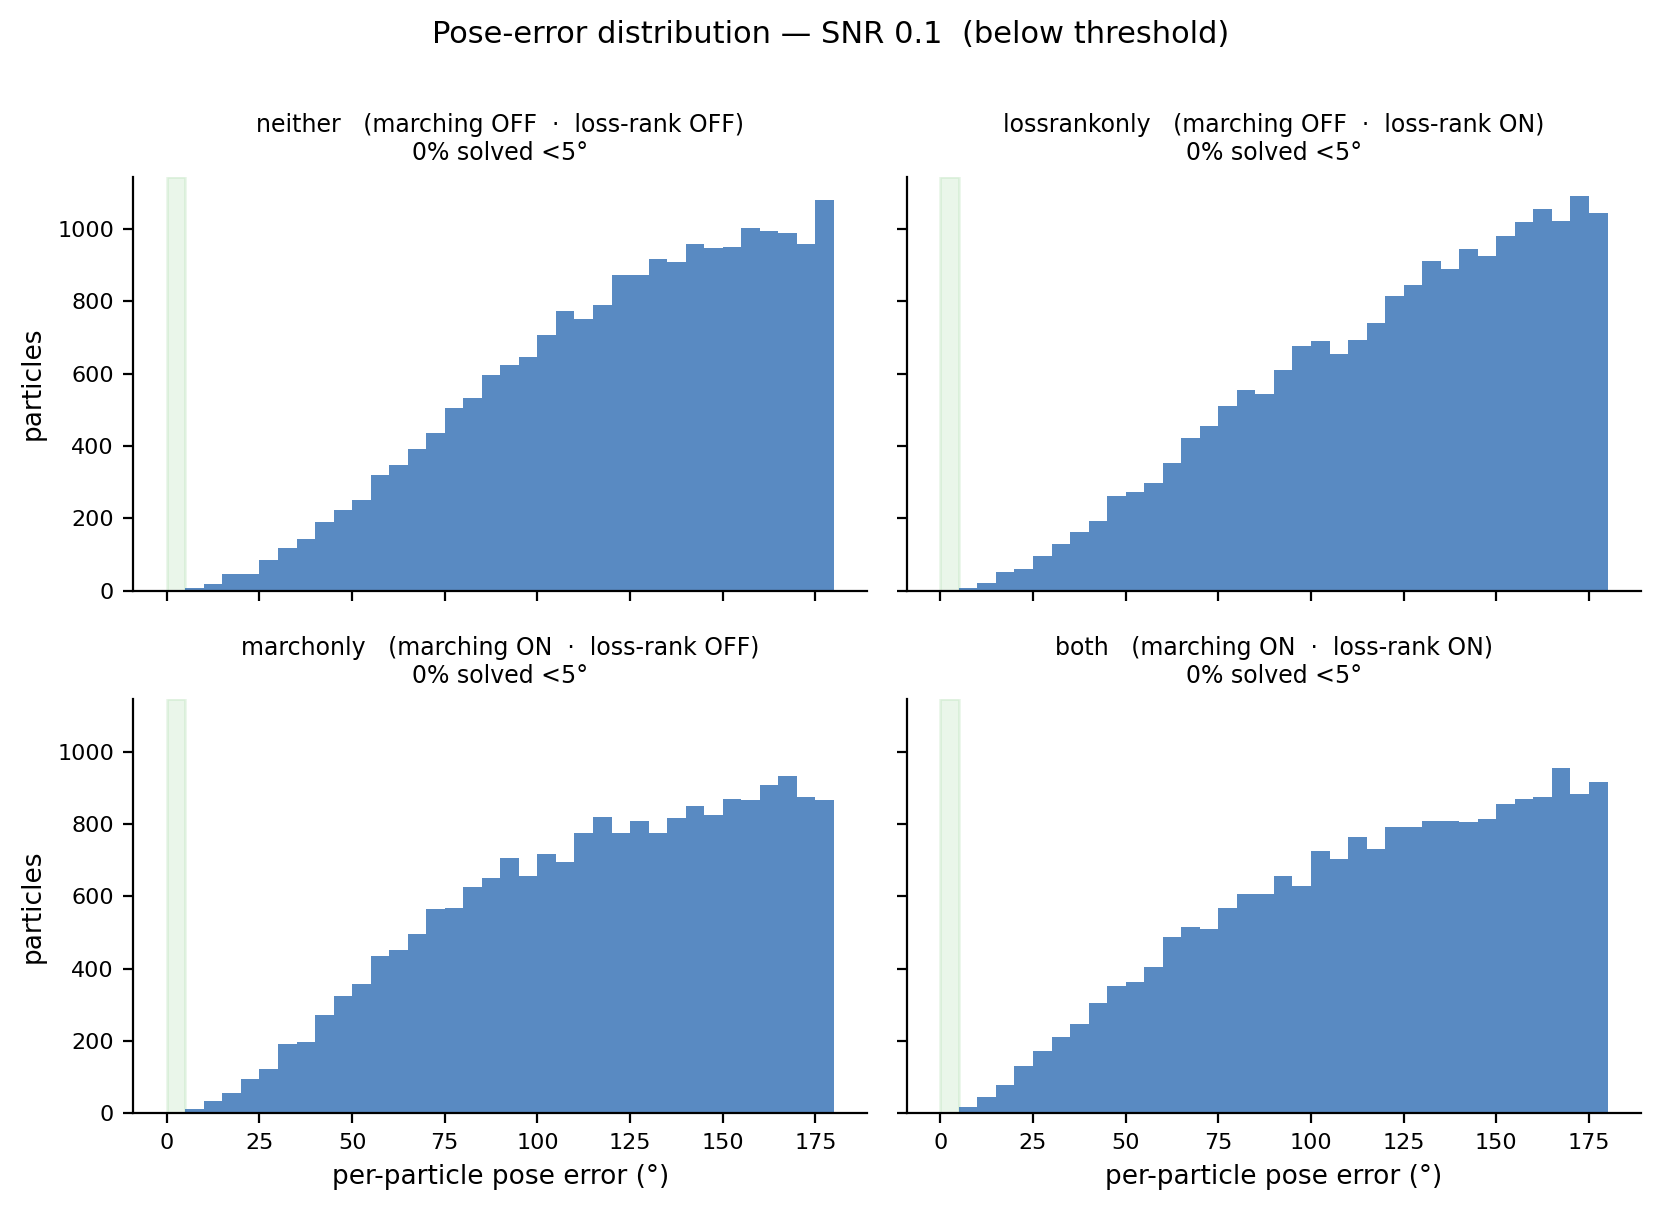 Pose-error distribution — SNR 0.1  (below threshold)
neither   (marching OFF  ·  loss-rank OFF)
0% solved <5°
lossrankonly   (marching OFF  ·  loss-rank ON)
0% solved <5°
1000
800
600
400
200
0
particles
marchonly   (marching ON  ·  loss-rank OFF)
0% solved <5°
both   (marching ON  ·  loss-rank ON)
0% solved <5°
1000
800
600
400
200
0
particles
0 25 50 75 100 125 150 175
0 25 50 75 100 125 150 175
per-particle pose error (°)
per-particle pose error (°)